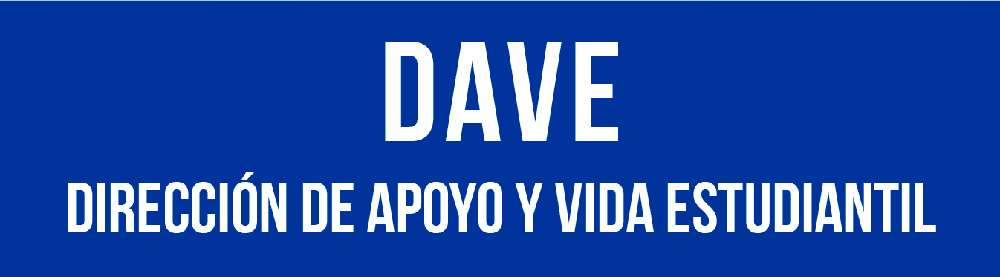 DAVE
DIRECCIÓN DE APOYO Y VIDA ESTUDIANTIL